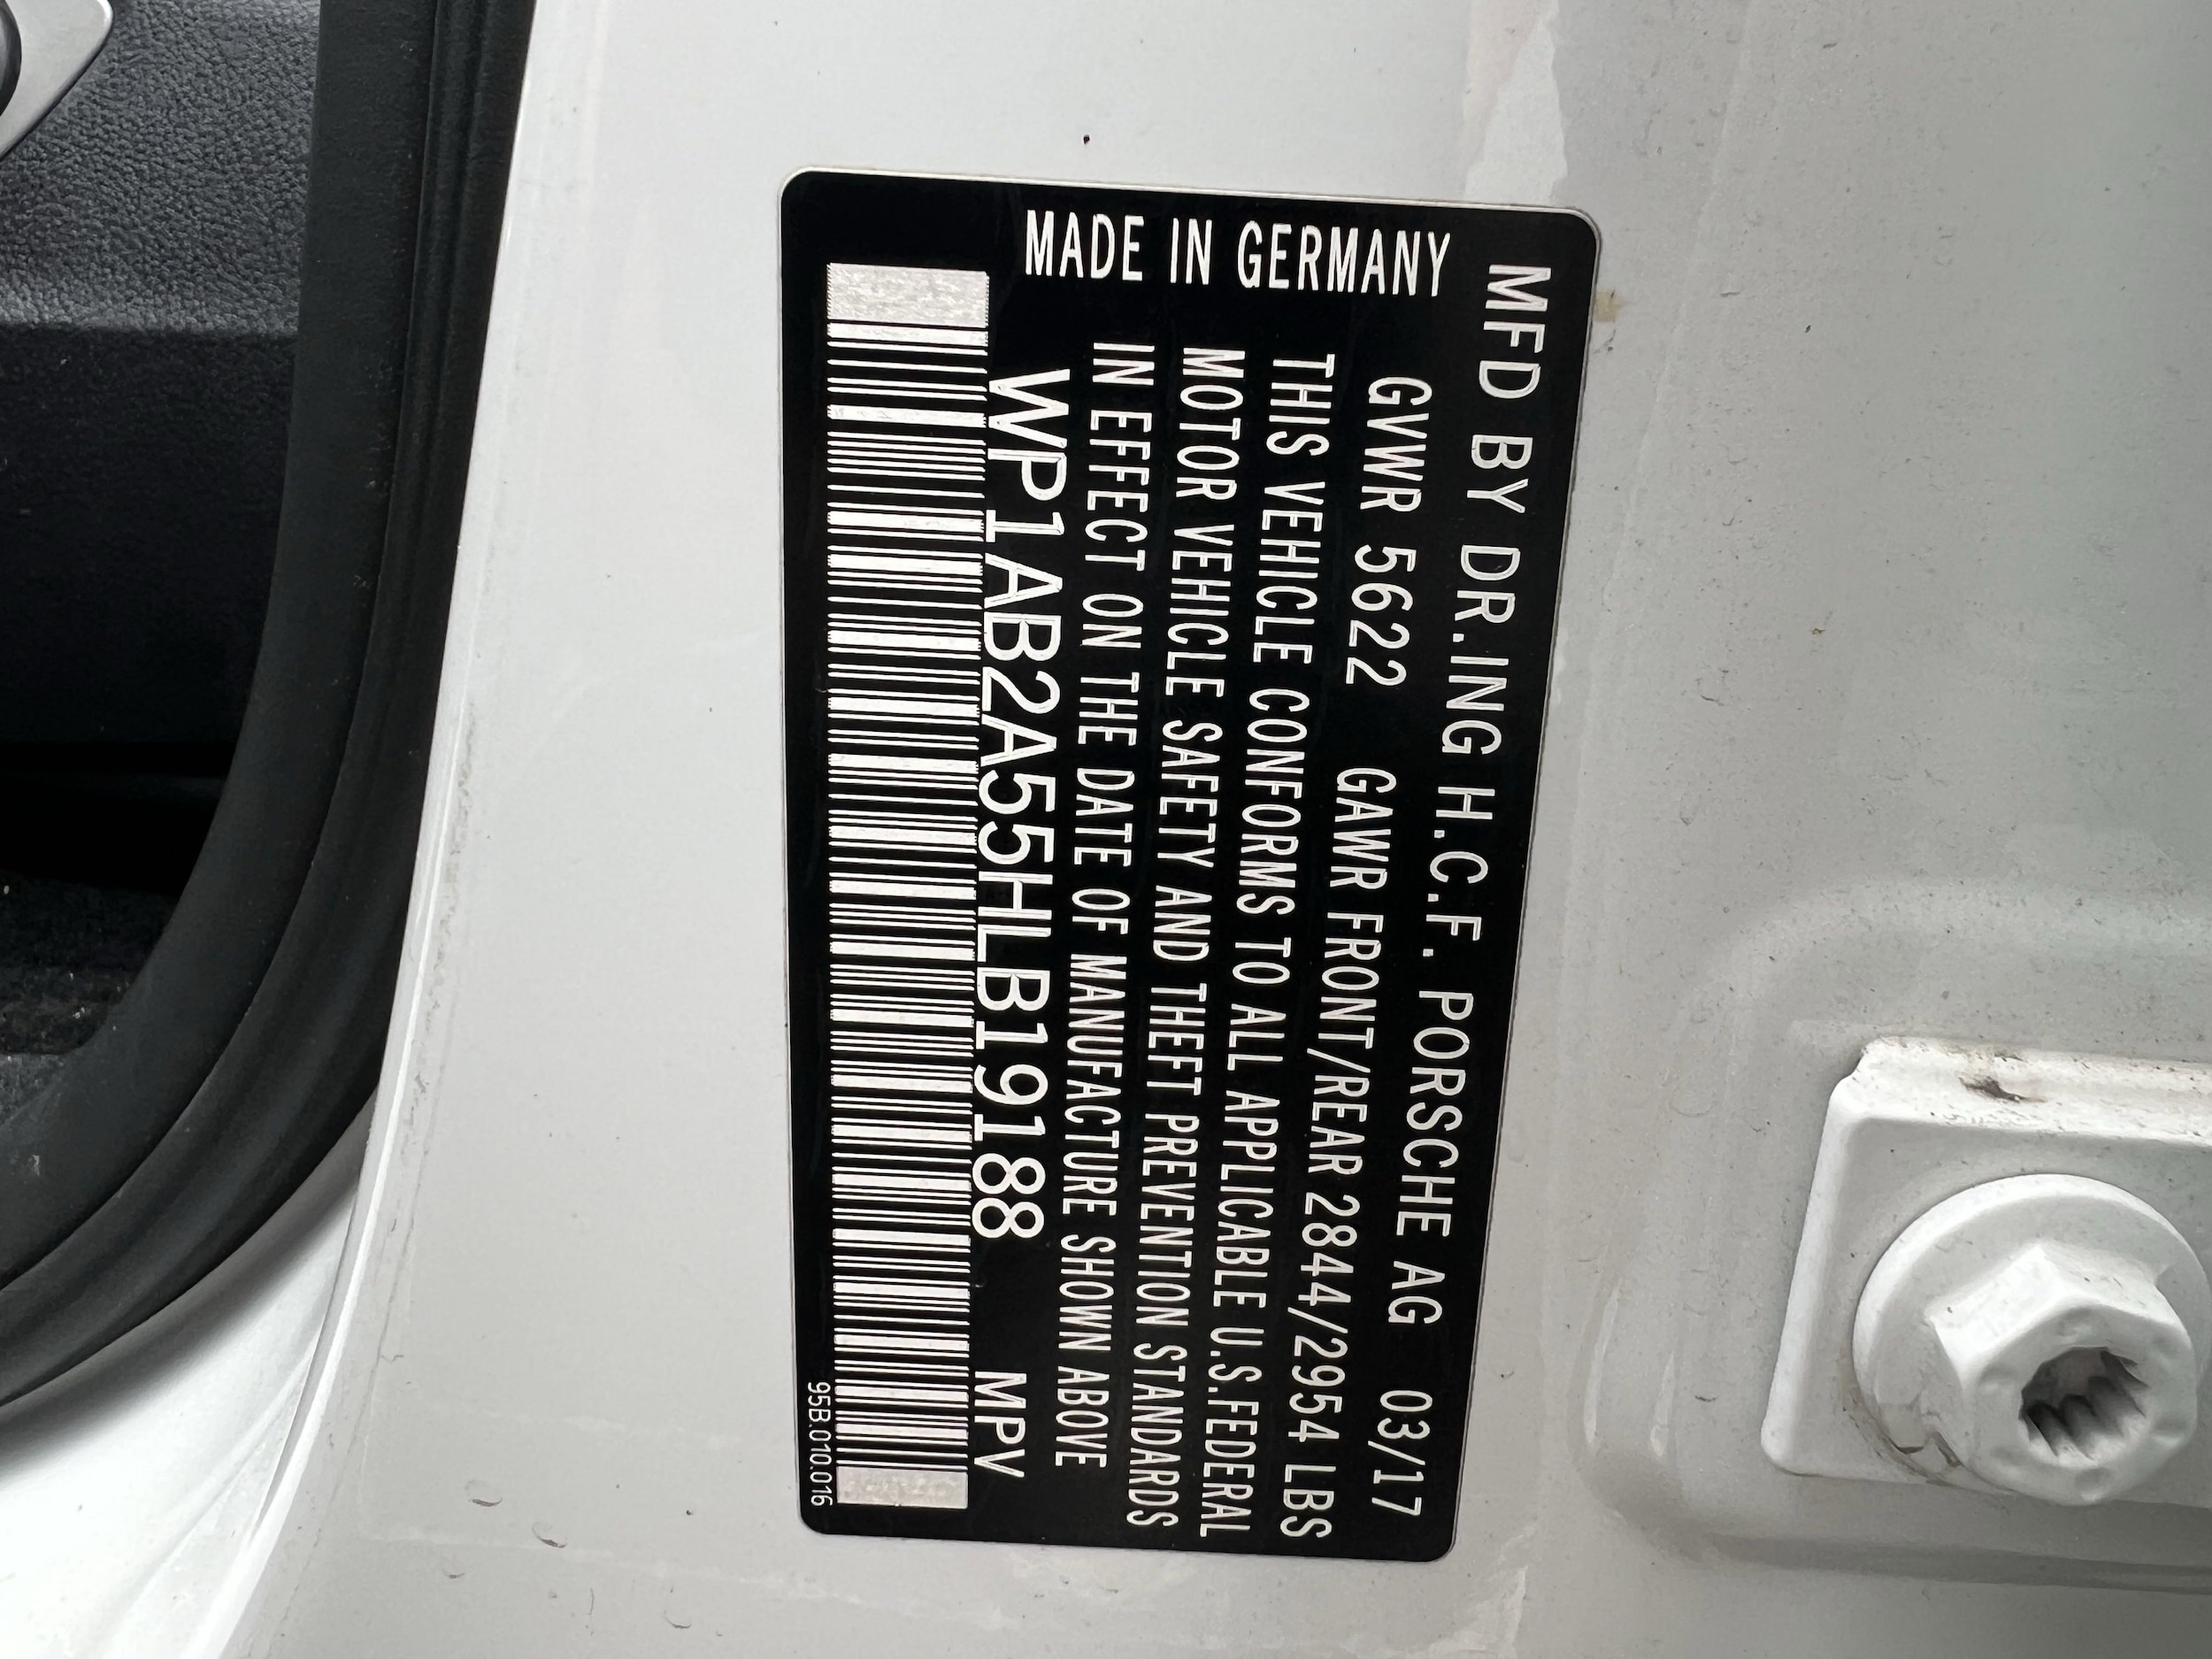 MFD BY DR.ING H.C.F. PORSCHE AG 03/17
GVWR 5622 GAWR FRONT/REAR 2844/2954 LBS
THIS VEHICLE CONFORMS TO ALL APPLICABLE U.S.FEDERAL
MOTOR VEHICLE SAFETY AND THEFT PREVENTION STANDARDS
IN EFFECT ON THE DATE OF MANUFACTURE SHOWN ABOVE
WP1AB2A55HLB19188 MPV
MADE IN GERMANY
95B.010.016